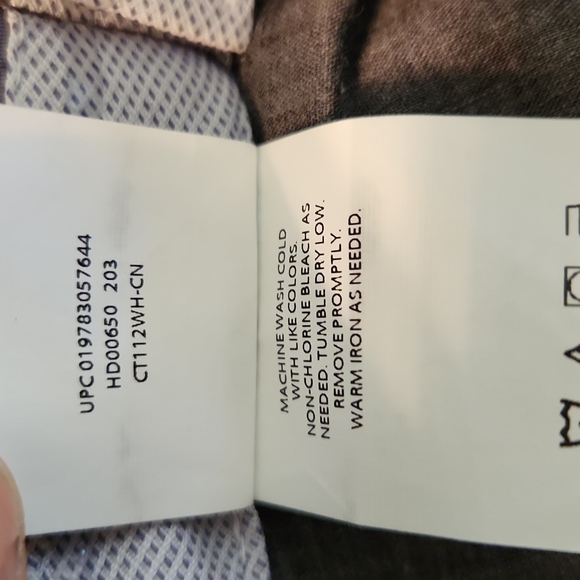 UPC 019783057644
HD00650 203
CT112WH-CN
MACHINE WASH COLD
WITH LIKE COLORS.
NON-CHLORINE BLEACH AS
NEEDED. TUMBLE DRY LOW.
REMOVE PROMPTLY.
WARM IRON AS NEEDED.